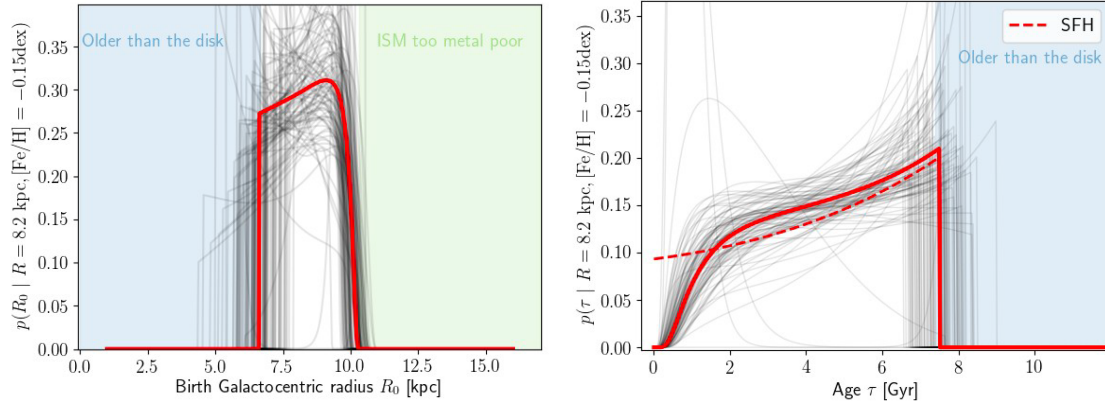 p(R₀ | R = 8.2 kpc, [Fe/H] = −0.15dex)
0.35
0.30
0.25
0.20
0.15
0.10
0.05
0.00
Older than the disk
ISM too metal poor
0.0 2.5 5.0 7.5 10.0 12.5 15.0
Birth Galactocentric radius R₀ [kpc]
p(τ | R = 8.2 kpc, [Fe/H] = −0.15dex)
0.35
0.30
0.25
0.20
0.15
0.10
0.05
0.00
SFH
Older than the disk
0 2 4 6 8 10
Age τ [Gyr]